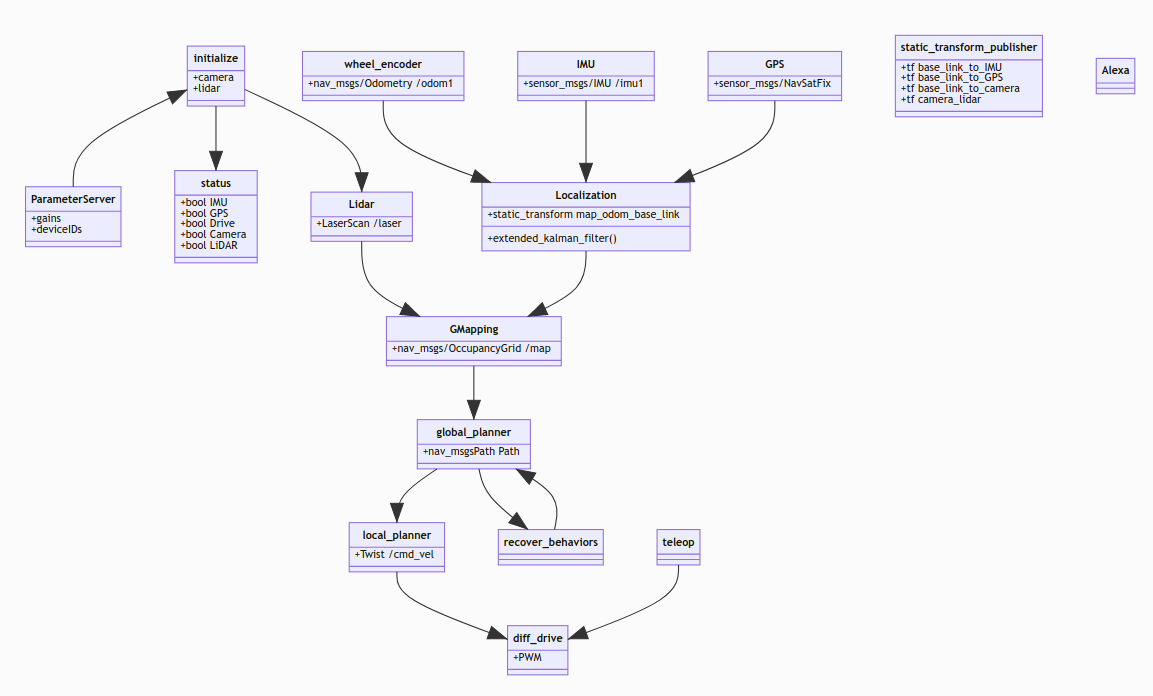 initialize
+camera
+lidar
wheel_encoder
+nav_msgs/Odometry /odom1
IMU
+sensor_msgs/IMU /imu1
GPS
+sensor_msgs/NavSatFix
static_transform_publisher
+tf base_link_to_IMU
+tf base_link_to_GPS
+tf base_link_to_camera
+tf camera_lidar
Alexa
ParameterServer
+gains
+deviceIDs
status
+bool IMU
+bool GPS
+bool Drive
+bool Camera
+bool LiDAR
Lidar
+LaserScan /laser
Localization
+static_transform map_odom_base_link
+extended_kalman_filter()
GMapping
+nav_msgs/OccupancyGrid /map
global_planner
+nav_msgsPath Path
local_planner
+Twist /cmd_vel
recover_behaviors
teleop
diff_drive
+PWM